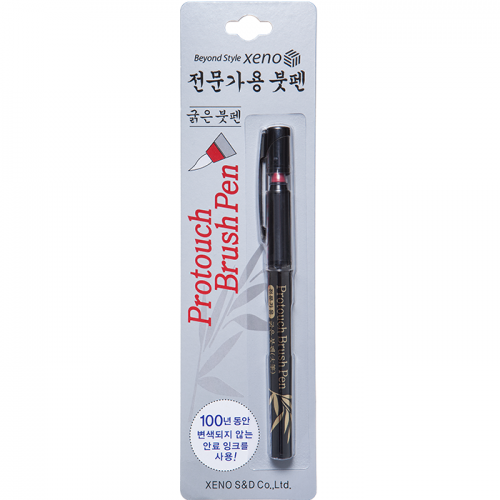 Beyond Style xeno
전문가용 붓펜
굵은 붓펜
Protouch
Brush Pen
Protouch Brush Pen
100년 동안
변색되지 않는
안료 잉크를
사용!
XENO S&D Co.,Ltd.